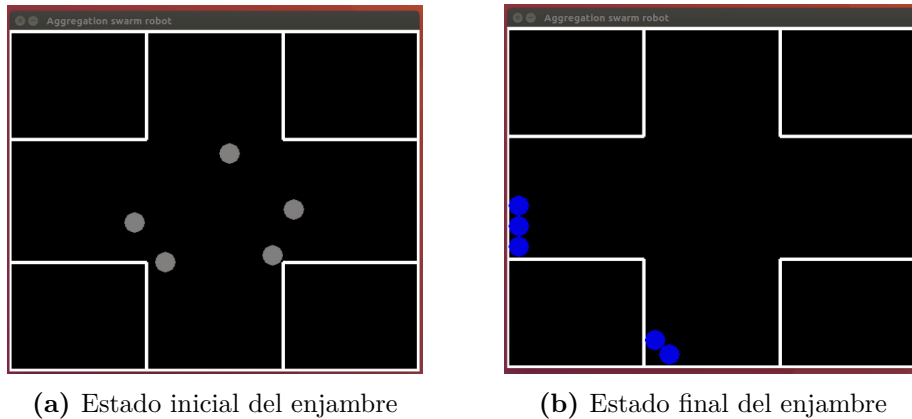 Aggregation swarm robot
Aggregation swarm robot
(a) Estado inicial del enjambre
(b) Estado final del enjambre